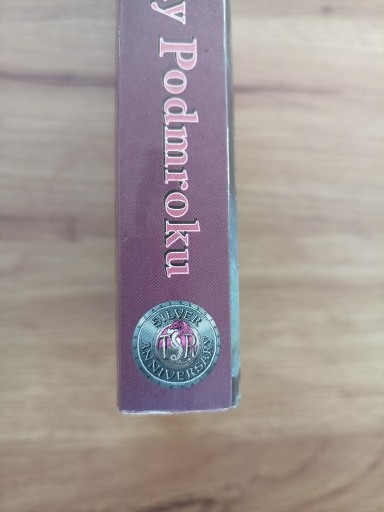 y Podmroku
SILVER
TSR
ANNIVERSARY